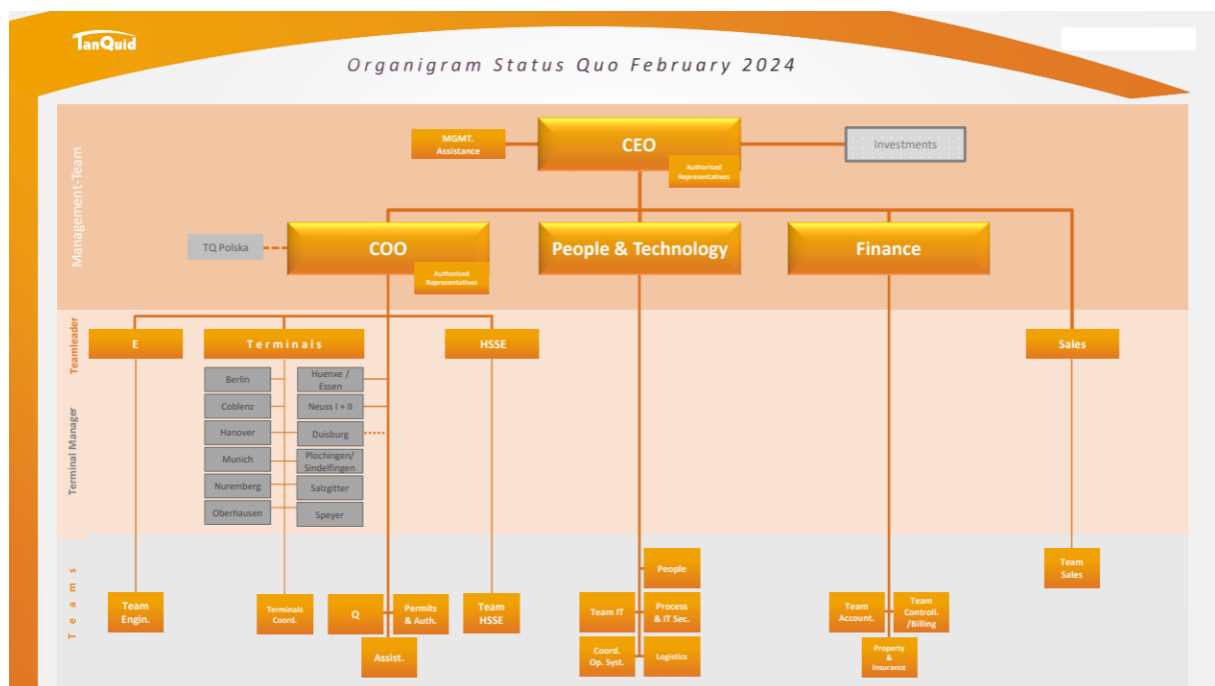 TanQuid
Organigram Status Quo February 2024
Management-Team
MGMT.
Assistance
CEO
Authorised
Representatives
Investments
TQ Polska
COO
Authorised
Representatives
People & Technology
Finance
Teamleader
E
Terminals
HSSE
Sales
Terminal Manager
Berlin
Huenxe /
Essen
Coblenz
Neuss I + II
Hanover
Duisburg
Munich
Plochingen/
Sindelfingen
Nuremberg
Salzgitter
Oberhausen
Speyer
Teams
Team
Engin.
Terminals
Coord.
Q
Permits
& Auth.
Assist.
Team
HSSE
People
Team IT
Process
& IT Sec.
Coord.
Op. Syst.
Logistics
Team
Account.
Team
Controll.
/Billing
Property
&
Insurance
Team
Sales